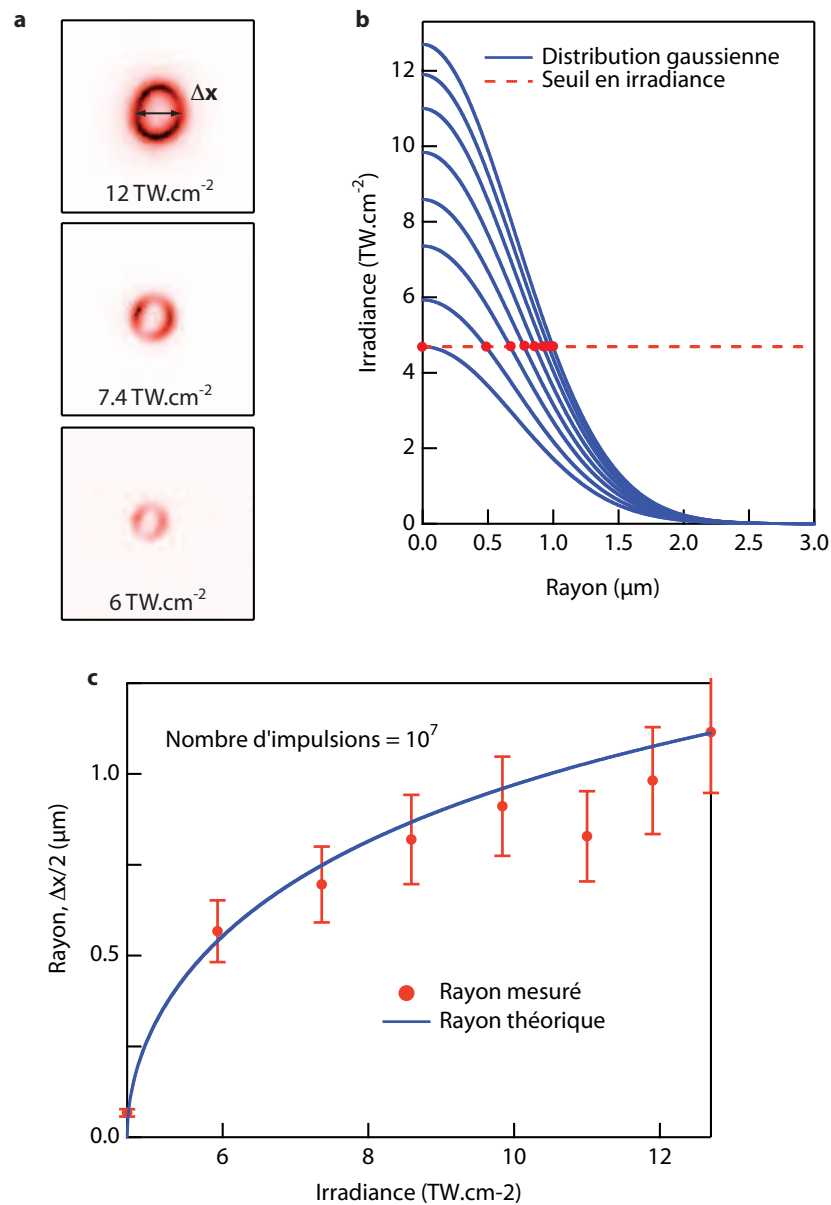 a
Δx
12 TW.cm⁻²
7.4 TW.cm⁻²
6 TW.cm⁻²
b
Distribution gaussienne
Seuil en irradiance
Irradiance (TW.cm⁻²)
12
10
8
6
4
2
0
0.0 0.5 1.0 1.5 2.0 2.5 3.0
Rayon (µm)
c
Nombre d'impulsions = 10⁷
Rayon, Δx/2 (µm)
1.0
0.5
0.0
Rayon mesuré
Rayon théorique
6 8 10 12
Irradiance (TW.cm-2)